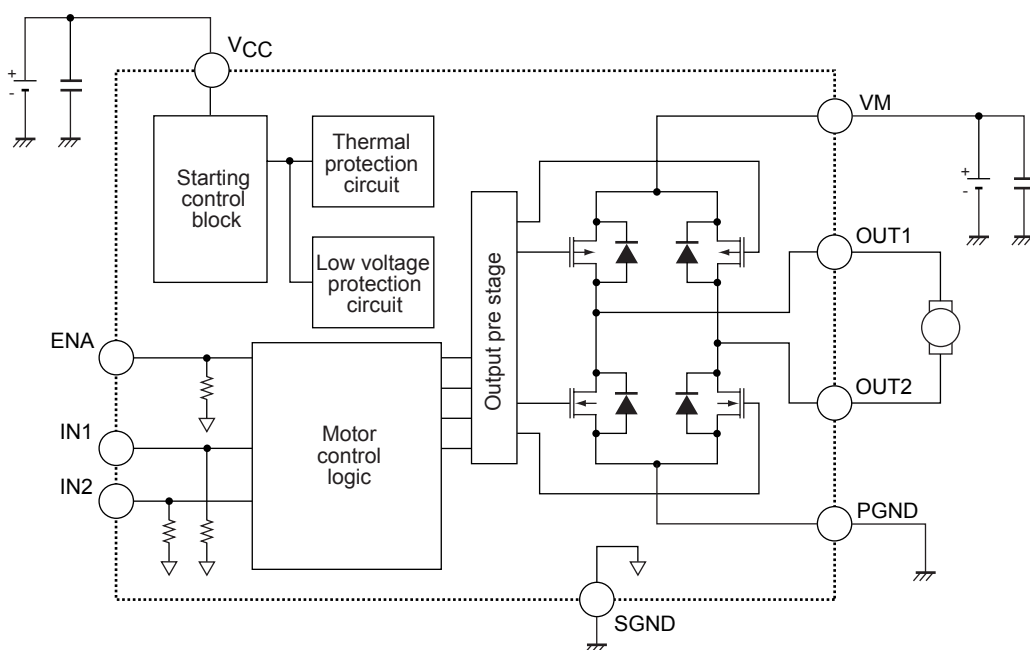 VCC
+
-
VM
+
-
Starting
control
block
Thermal
protection
circuit
Low voltage
protection
circuit
Output pre stage
OUT1
OUT2
ENA
IN1
IN2
Motor
control
logic
PGND
SGND